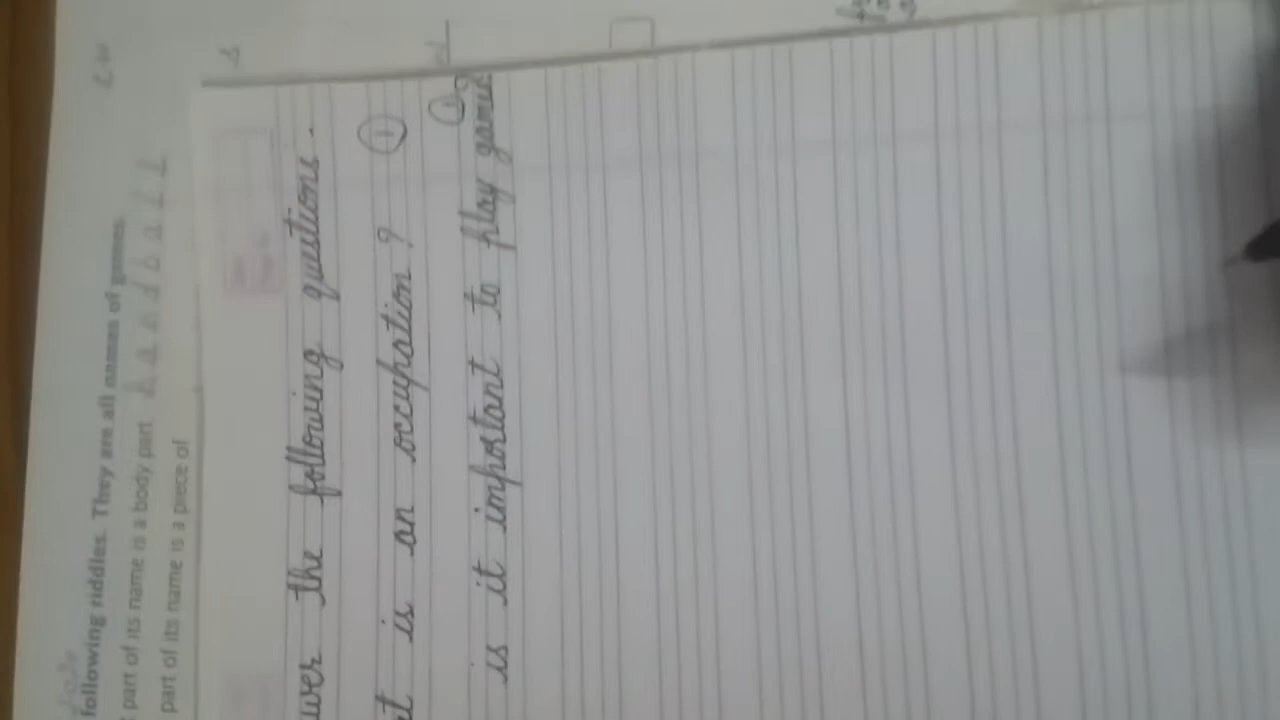 following riddles. They are all names of games.
part of its name is a body part h a n d b a l l
part of its name is a piece of
wer the following questions.
t is an occupation? 1
is it important to play games